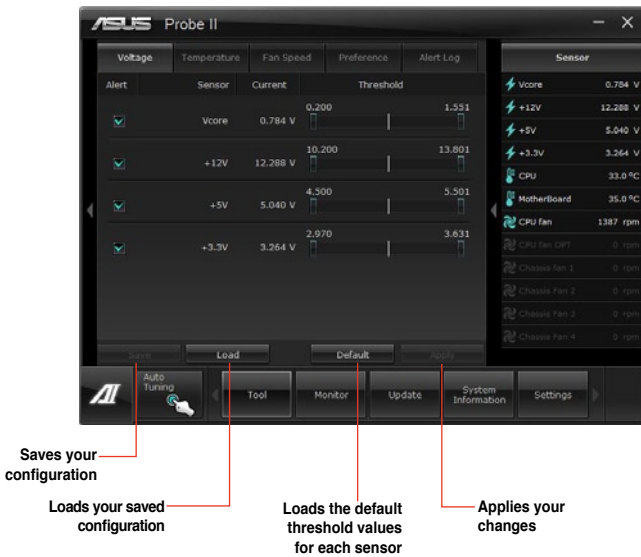 ASUS Probe II
Voltage Temperature Fan Speed Preference Alert Log
Alert Sensor Current Threshold
0.200 1.551
Vcore 0.784 V
10.200 13.801
+12V 12.288 V
4.500 5.501
+5V 5.040 V
2.970 3.631
+3.3V 3.264 V
Save Load Default Apply
Sensor
Vcore 0.784 V
+12V 12.288 V
+5V 5.040 V
+3.3V 3.264 V
CPU 33.0 ºC
MotherBoard 35.0 ºC
CPU fan 1387 rpm
CPU fan OPT 0 rpm
Chassis fan 1 0 rpm
Chassis Fan 2 0 rpm
Chassis Fan 3 0 rpm
Chassis Fan 4 0 rpm
AI
Auto
Tuning
Tool Monitor Update System
Information
Settings
Saves your
configuration
Loads your saved
configuration
Loads the default
threshold values
for each sensor
Applies your
changes